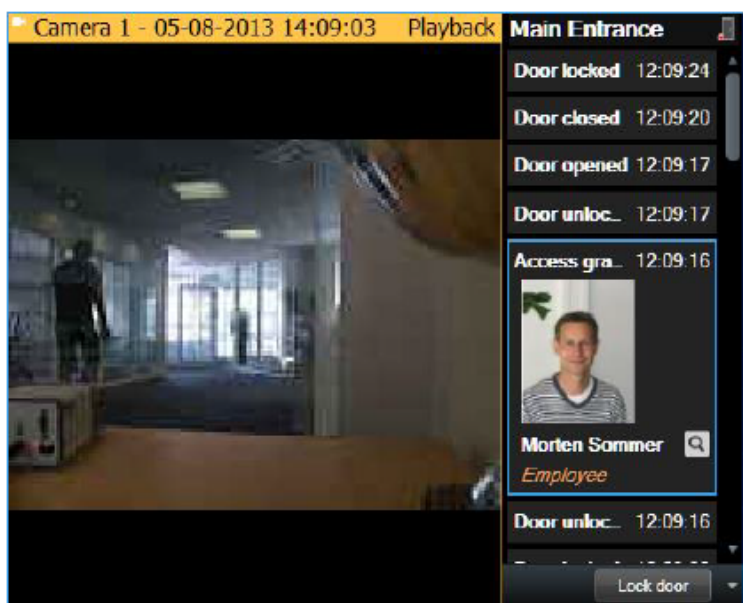 Camera 1 - 05-08-2013 14:09:03 Playback
Main Entrance
Door locked 12:09:24
Door closed 12:09:20
Door opened 12:09:17
Door unloc... 12:09:17
Access gra... 12:09:16
Morten Sommer
Employee
Door unloc... 12:09:16
Lock door